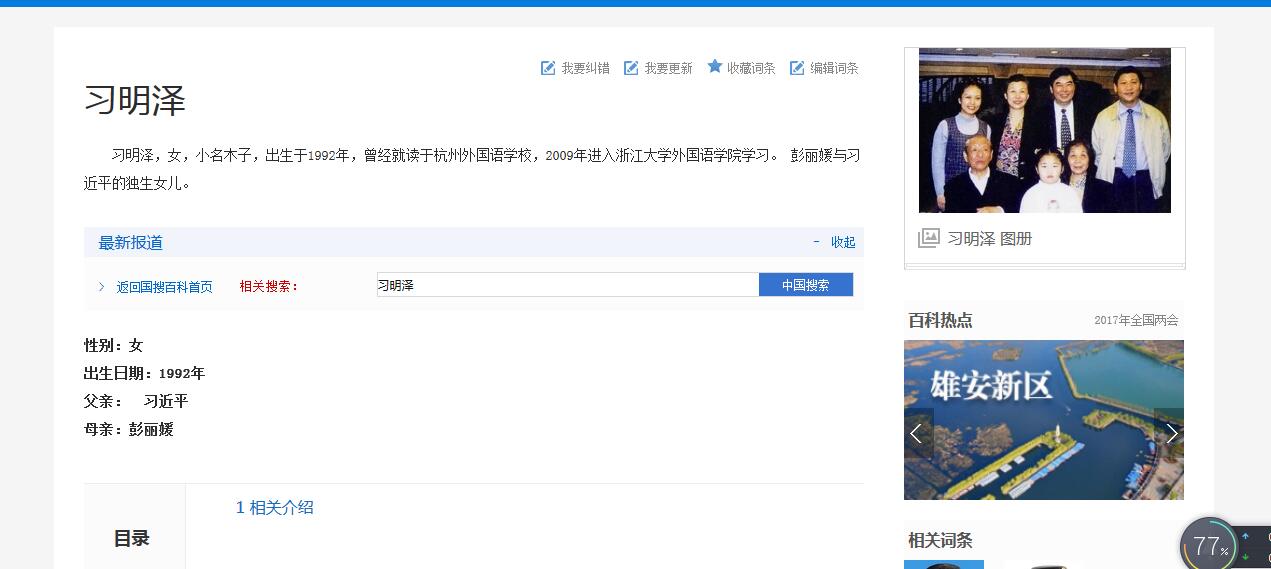 我要纠错 我要更新 收藏词条 编辑词条
习明泽
习明泽，女，小名木子，出生于1992年，曾经就读于杭州外国语学校，2009年进入浙江大学外国语学院学习。 彭丽媛与习
近平的独生女儿。
最新报道 - 收起
返回国搜百科首页 相关搜索： 习明泽 中国搜索
性别：女
出生日期：1992年
父亲： 习近平
母亲：彭丽媛
目录
1 相关介绍
习明泽 图册
百科热点 2017年全国两会
雄安新区
相关词条
77%